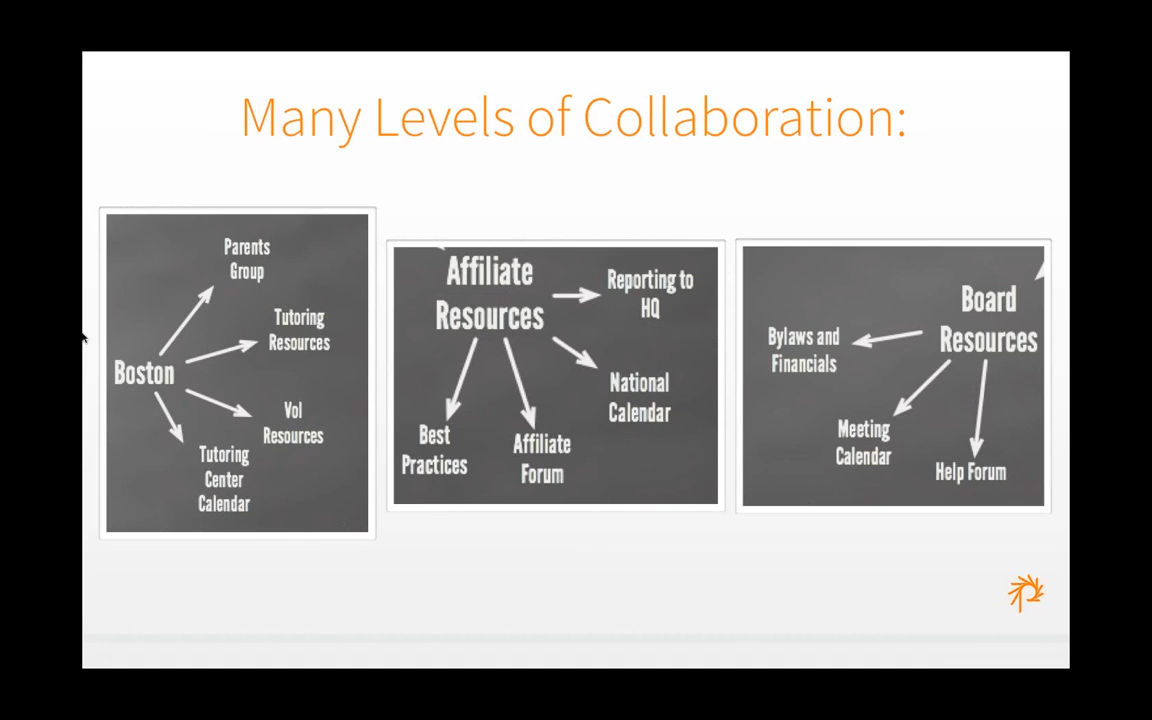 Many Levels of Collaboration:
Parents
Group
Tutoring
Resources
Boston
Vol
Resources
Tutoring
Center
Calendar
Affiliate
Resources
Reporting to
HQ
National
Calendar
Best
Practices
Affiliate
Forum
Board
Resources
Bylaws and
Financials
Meeting
Calendar
Help Forum